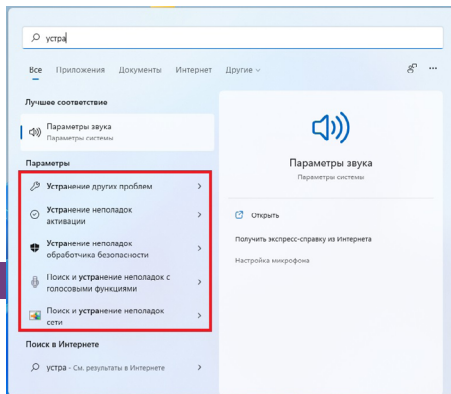 устра
Все Приложения Документы Интернет Другие
Лучшее соответствие
Параметры звука
Параметры системы
Параметры
Устранение других проблем
Устранение неполадок
активации
Устранение неполадок
обработчика безопасности
Поиск и устранение неполадок с
голосовыми функциями
Поиск и устранение неполадок
сети
Поиск в Интернете
устра - См. результаты в Интернете
Параметры звука
Параметры системы
Открыть
Получить экспресс-справку из Интернета
Настройка микрофона